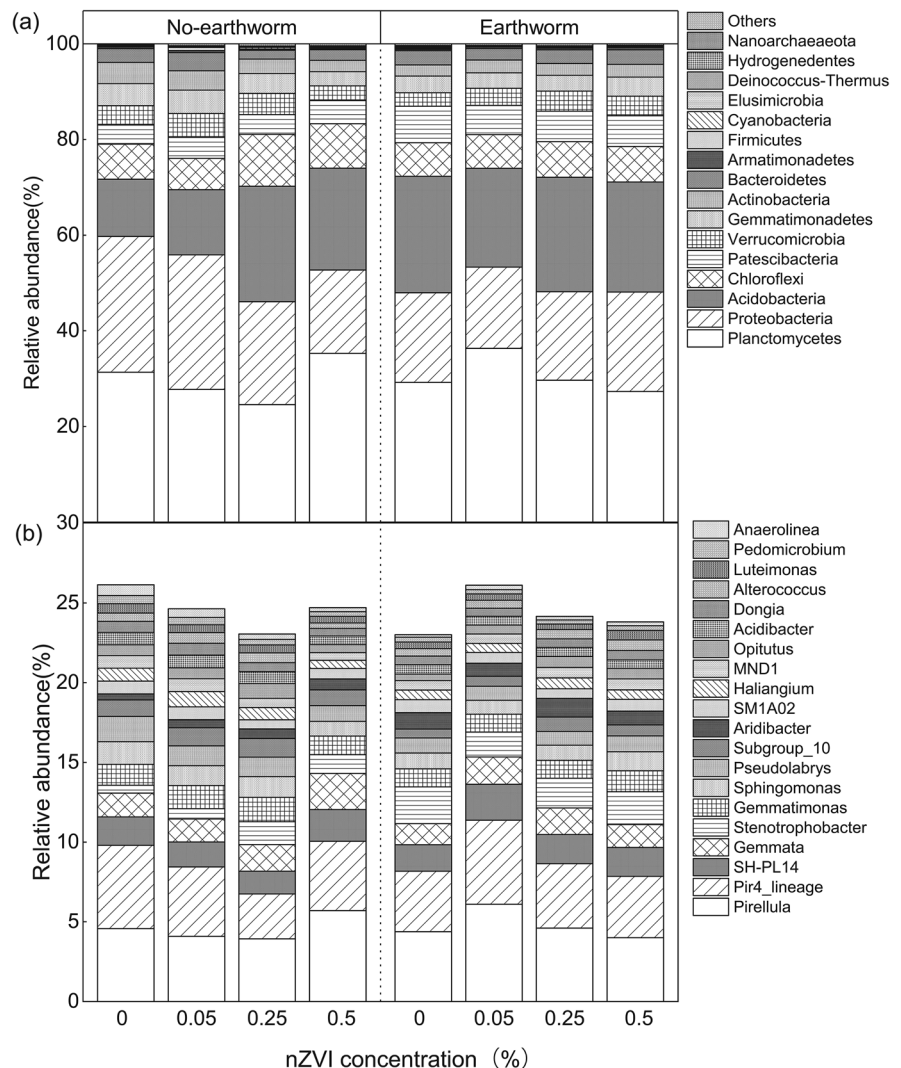 (a)
No-earthworm
Earthworm
100
80
60
40
20
Relative abundance(%)
Others
Nanoarchaeaeota
Hydrogenedentes
Deinococcus-Thermus
Elusimicrobia
Cyanobacteria
Firmicutes
Armatimonadetes
Bacteroidetes
Actinobacteria
Gemmatimonadetes
Verrucomicrobia
Patescibacteria
Chloroflexi
Acidobacteria
Proteobacteria
Planctomycetes
(b)
30
25
20
15
10
5
0
Relative abundance(%)
Anaerolinea
Pedomicrobium
Luteimonas
Alterococcus
Dongia
Acidibacter
Opitutus
MND1
Haliangium
SM1A02
Aridibacter
Subgroup_10
Pseudolabrys
Sphingomonas
Gemmatimonas
Stenotrophobacter
Gemmata
SH-PL14
Pir4_lineage
Pirellula
0 0.05 0.25 0.5 0 0.05 0.25 0.5
nZVI concentration（%）